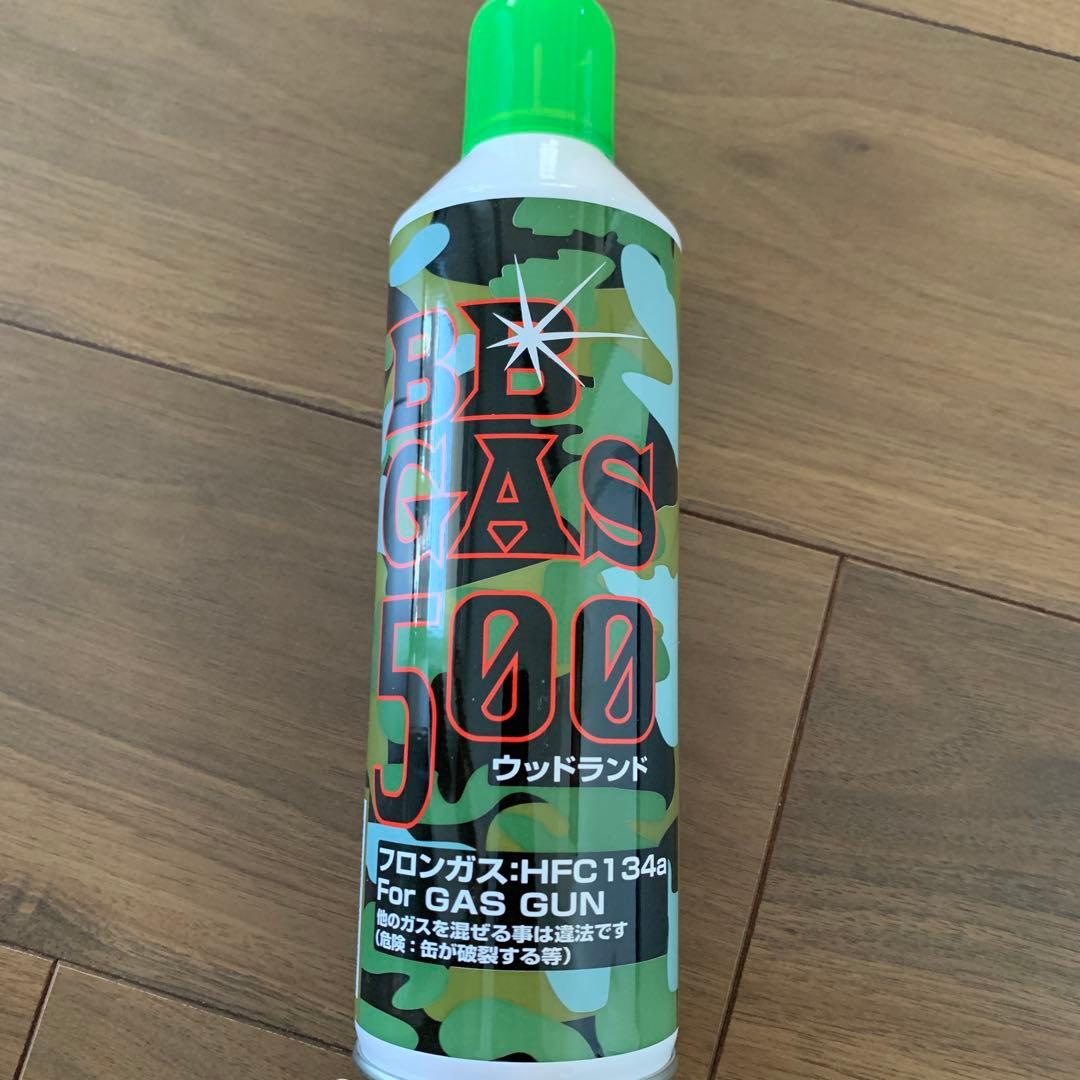 BB
GAS
500
ウッドランド
フロンガス:HFC134a
For GAS GUN
他のガスを混ぜる事は違法です
(危険:缶が破裂する等)